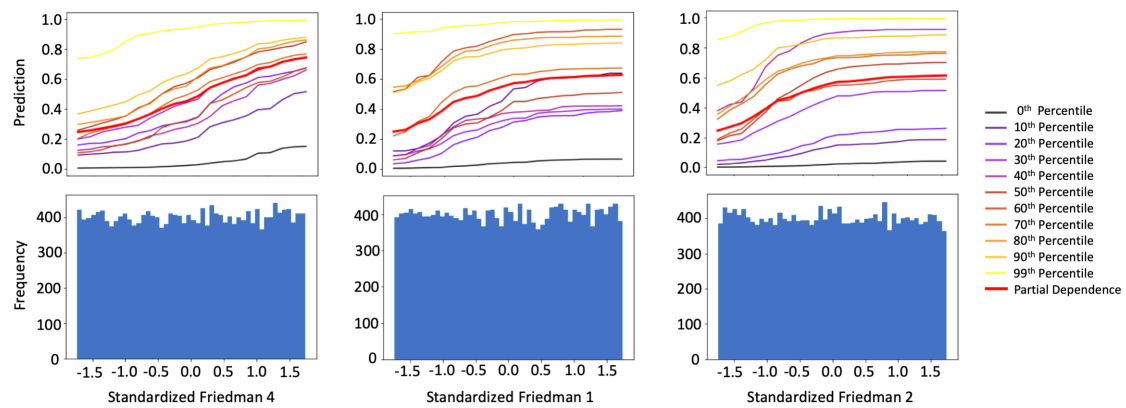 1.0
0.8
0.6
0.4
0.2
0.0
Prediction
1.0
0.8
0.6
0.4
0.2
0.0
1.0
0.8
0.6
0.4
0.2
0.0
0th Percentile
10th Percentile
20th Percentile
30th Percentile
40th Percentile
50th Percentile
60th Percentile
70th Percentile
80th Percentile
90th Percentile
99th Percentile
Partial Dependence
400
300
200
100
0
Frequency
-1.5 -1.0 -0.5 0.0 0.5 1.0 1.5
Standardized Friedman 4
400
300
200
100
0
-1.5 -1.0 -0.5 0.0 0.5 1.0 1.5
Standardized Friedman 1
400
300
200
100
0
-1.5 -1.0 -0.5 0.0 0.5 1.0 1.5
Standardized Friedman 2